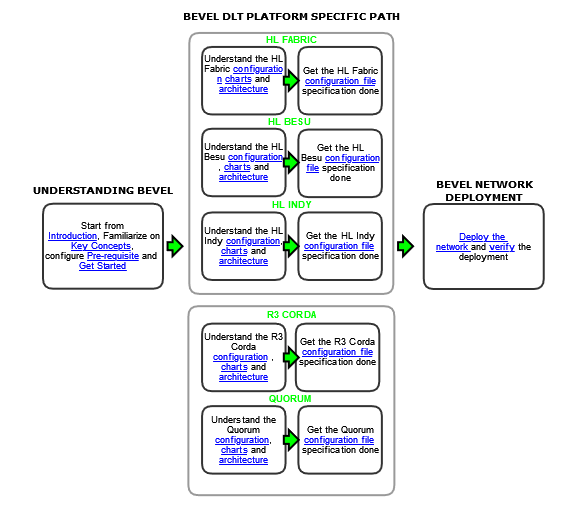 BEVEL DLT PLATFORM SPECIFIC PATH
UNDERSTANDING BEVEL
Start from
Introduction, Familiarize on
Key Concepts,
configure Pre-requisite and
Get Started
HL FABRIC
Understand the HL
Fabric configuratio
n charts and
architecture
Get the HL Fabric
configuration file
specification done
HL BESU
Understand the HL
Besu configuration
, charts and
architecture
Get the HL
Besu configuration
file specification
done
HL INDY
Understand the HL
Indy configuration,
charts and
architecture
Get the HL Indy
configuration file
specification done
R3 CORDA
Understand the R3
Corda
configuration ,
charts and
architecture
Get the R3 Corda
configuration file
specification done
QUORUM
Understand the
Quorum
configuration,
charts and
architecture
Get the Quorum
configuration file
specification done
BEVEL NETWORK
DEPLOYMENT
Deploy the
network and verify the
deployment